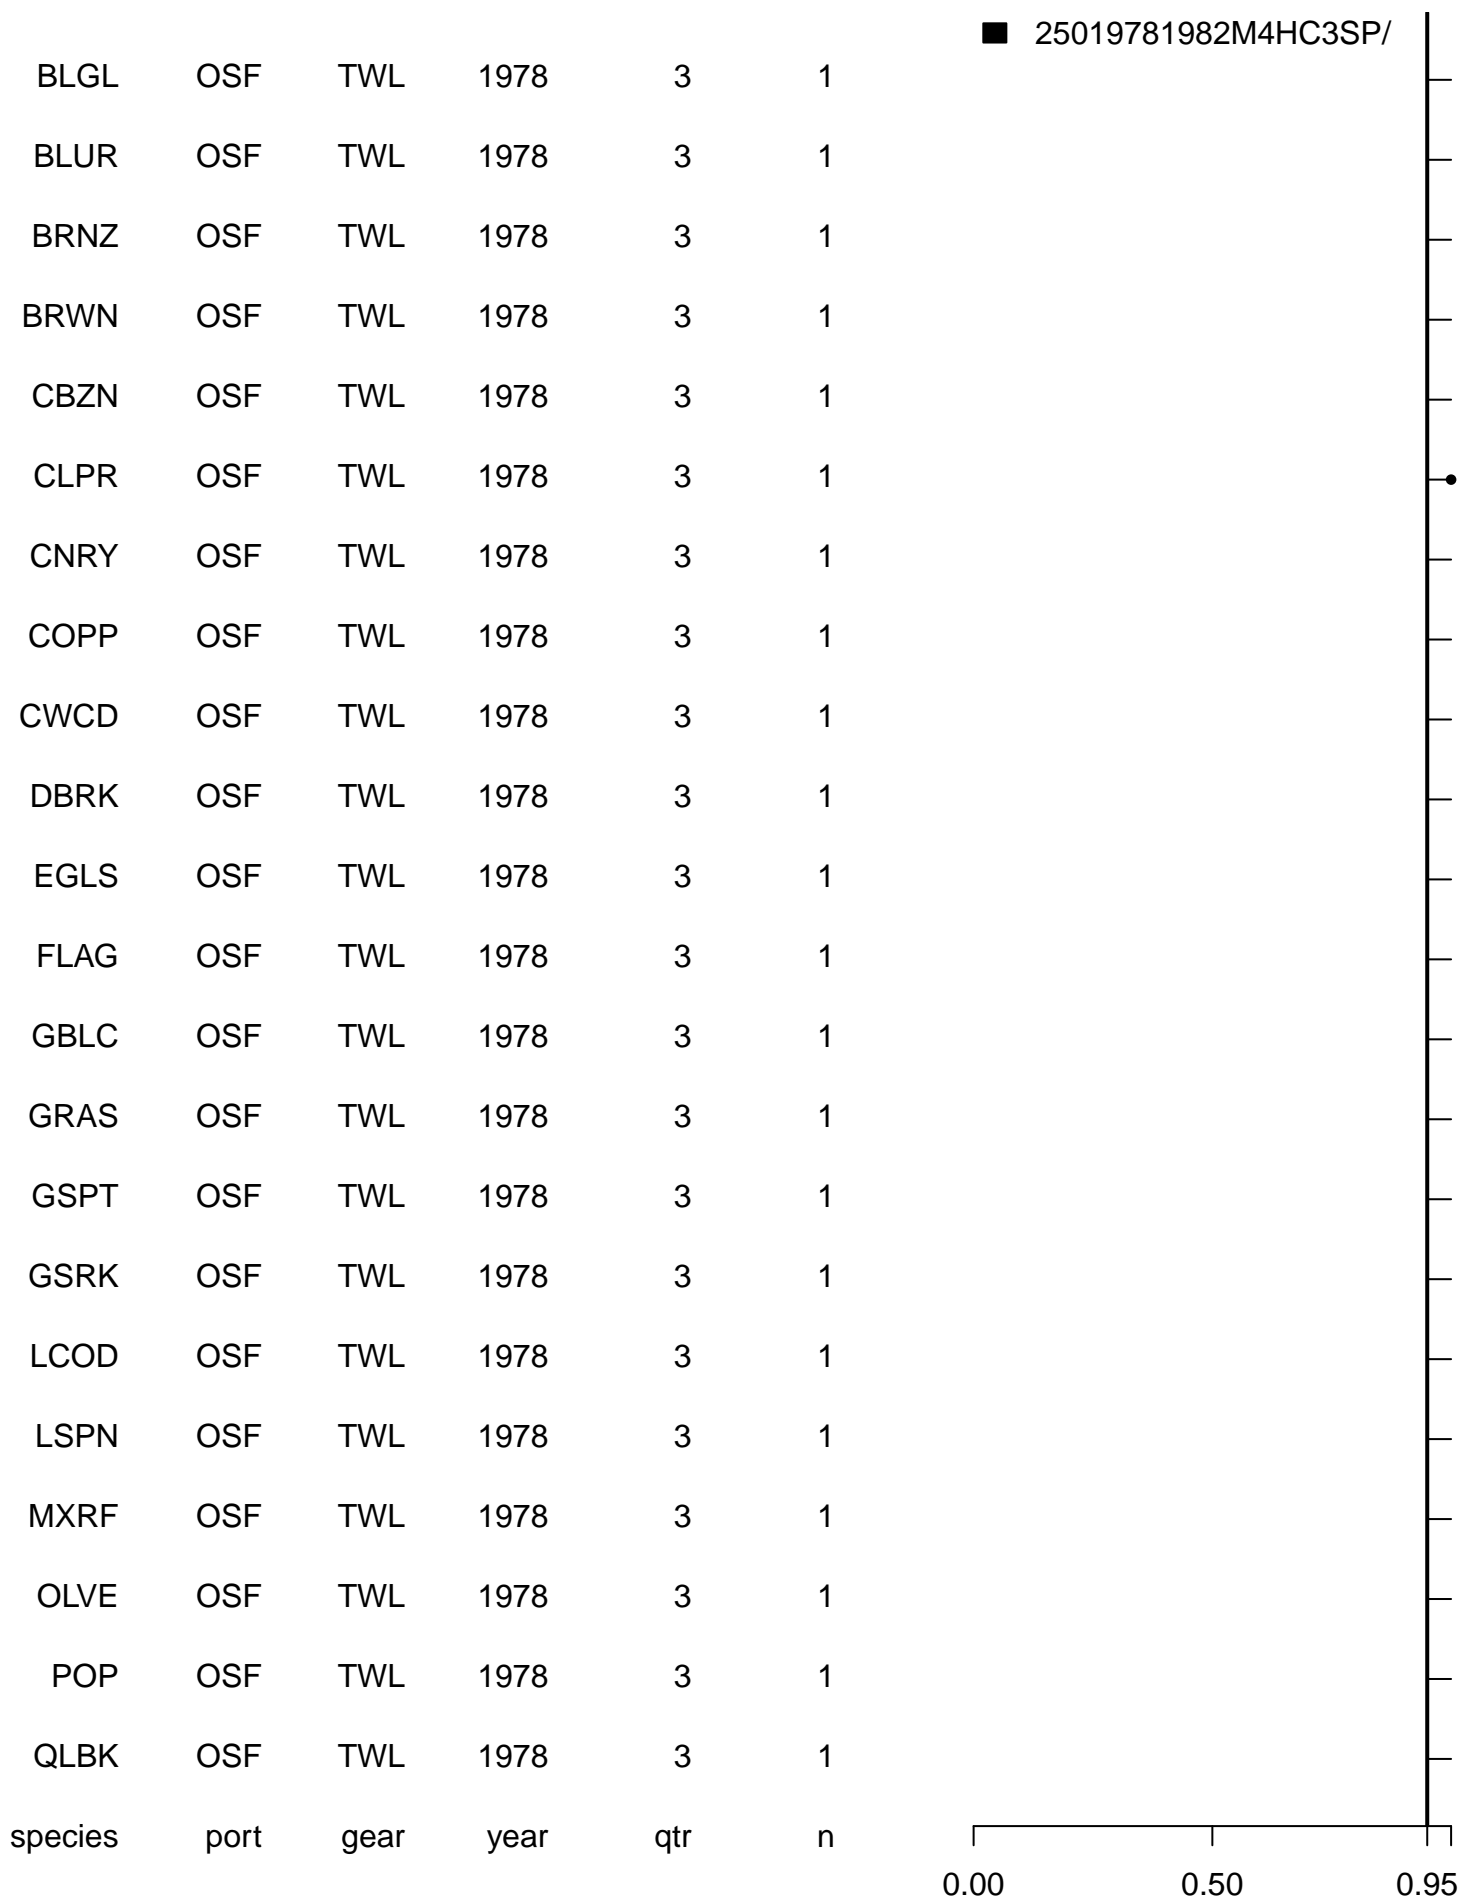 25019781982M4HC3SP/
BLGL OSF TWL 1978 3 1
BLUR OSF TWL 1978 3 1
BRNZ OSF TWL 1978 3 1
BRWN OSF TWL 1978 3 1
CBZN OSF TWL 1978 3 1
CLPR OSF TWL 1978 3 1
CNRY OSF TWL 1978 3 1
COPP OSF TWL 1978 3 1
CWCD OSF TWL 1978 3 1
DBRK OSF TWL 1978 3 1
EGLS OSF TWL 1978 3 1
FLAG OSF TWL 1978 3 1
GBLC OSF TWL 1978 3 1
GRAS OSF TWL 1978 3 1
GSPT OSF TWL 1978 3 1
GSRK OSF TWL 1978 3 1
LCOD OSF TWL 1978 3 1
LSPN OSF TWL 1978 3 1
MXRF OSF TWL 1978 3 1
OLVE OSF TWL 1978 3 1
POP OSF TWL 1978 3 1
QLBK OSF TWL 1978 3 1
species port gear year qtr n
0.00 0.50 0.95